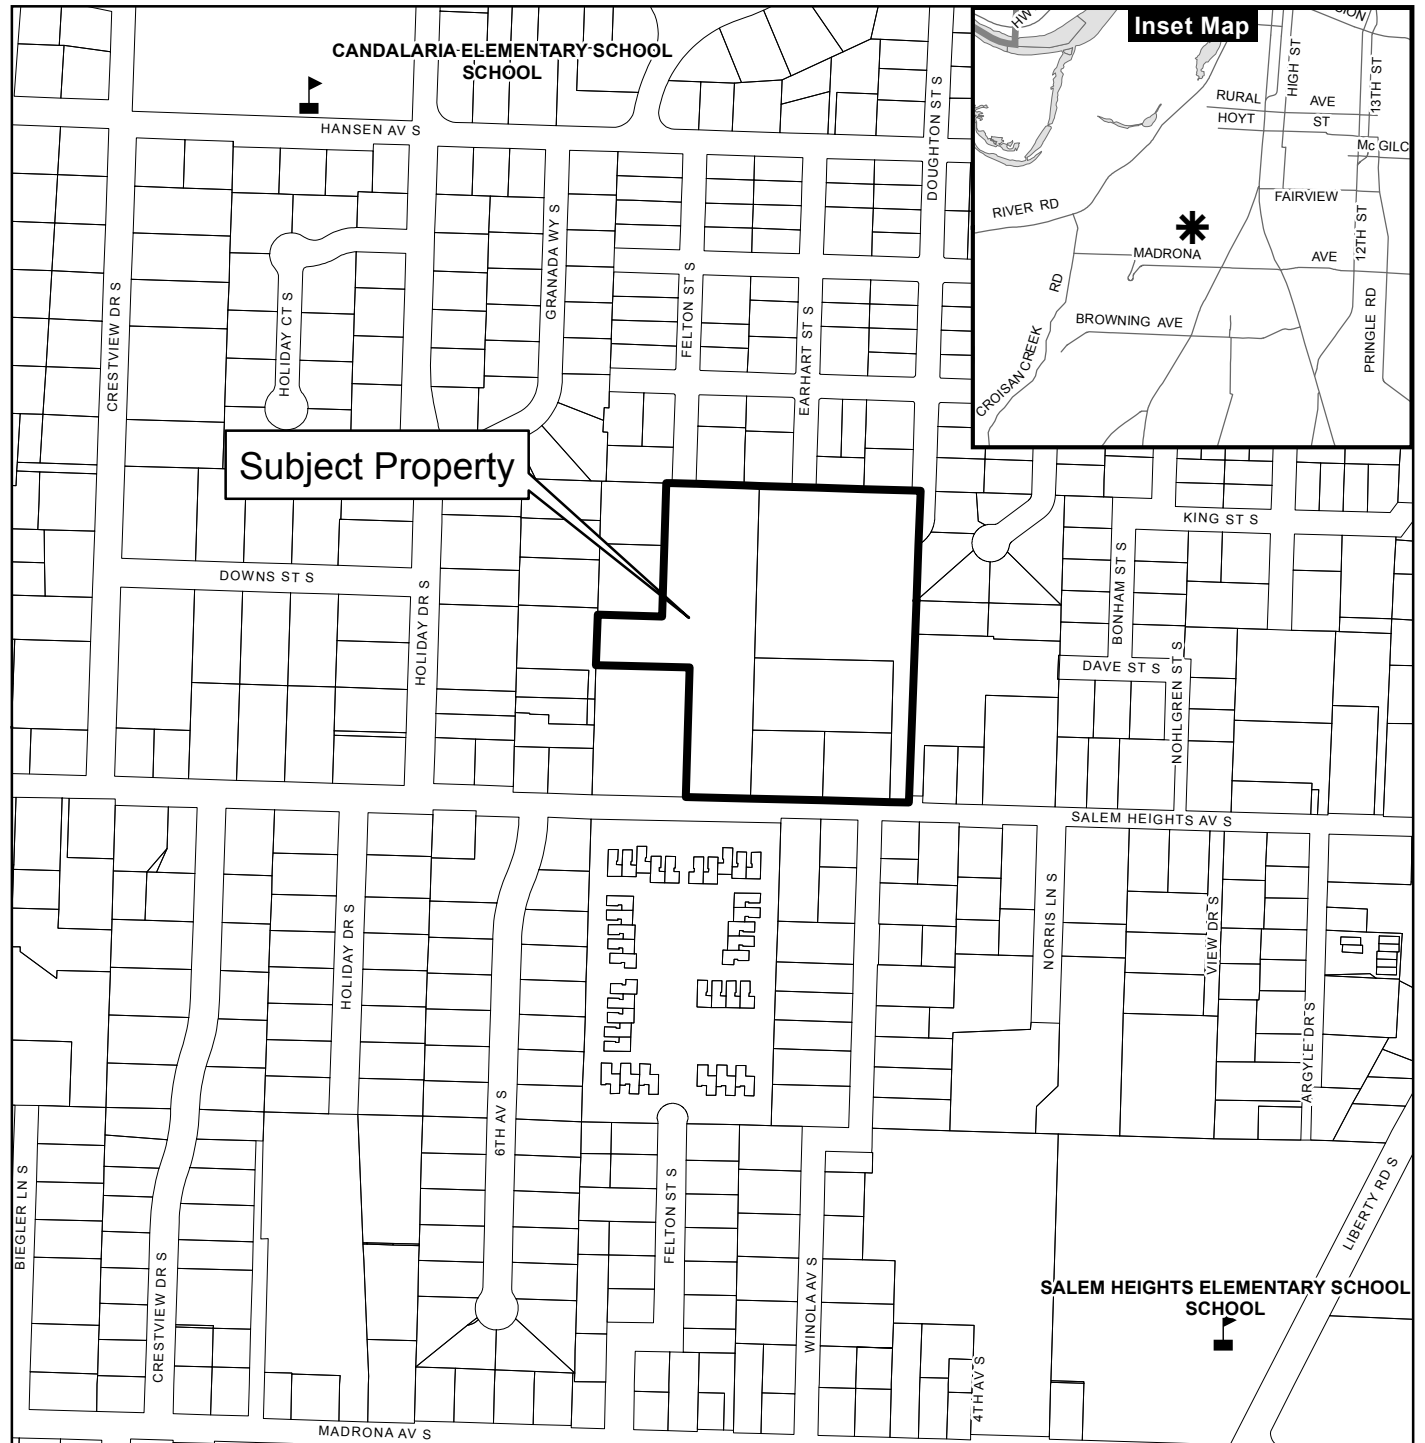 CANDALARIA ELEMENTARY SCHOOL
SCHOOL
HANSEN AV S
DOUGHTON ST S
GRANADA WY S
FELTON ST S
EARHART ST S
CRESTVIEW DR S
HOLIDAY CT S
Subject Property
DOWNS ST S
HOLIDAY DR S
KING ST S
BONHAM ST S
DAVE ST S
NOHLGREN ST S
SALEM HEIGHTS AV S
HOLIDAY DR S
NORRIS LN S
VIEW DR S
ARGYLE DR S
6TH AV S
BIEGLER LN S
CRESTVIEW DR S
FELTON ST S
WINOLA AV S
LIBERTY RD S
SALEM HEIGHTS ELEMENTARY SCHOOL
SCHOOL
4TH AV S
MADRONA AV S
Inset Map
HW
SION
HIGH ST
13TH ST
RURAL AVE
HOYT ST
Mc GILC
RIVER RD
FAIRVIEW
12TH ST
MADRONA AVE
CROISAN CREEK RD
BROWNING AVE
PRINGLE RD